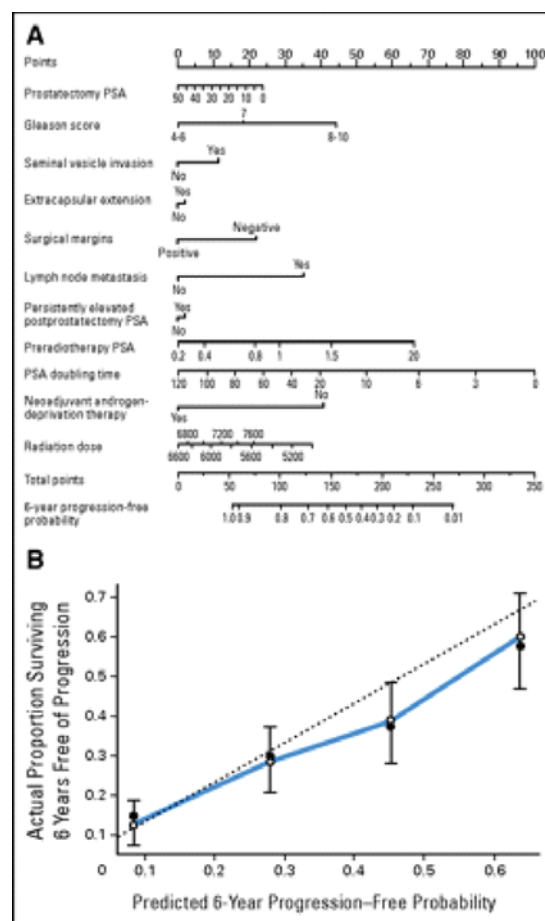 A
Points
0 10 20 30 40 50 60 70 80 90 100
Prostatectomy PSA
50 40 30 20 10 0
Gleason score
7
4-6 8-10
Seminal vesicle invasion
Yes
No
Extracapsular extension
Yes
No
Surgical margins
Negative
Positive
Lymph node metastasis
Yes
No
Persistently elevated
postprostatectomy PSA
Yes
No
Preradiotherapy PSA
0.2 0.4 0.8 1 1.5 20
PSA doubling time
120 100 80 60 40 20 10 6 2 0
Neoadjuvant androgen-
deprivation therapy
No
Yes
Radiation dose
6800 7200 7600
6600 6000 5600 5200
Total points
0 50 100 150 200 250 300 350
6-year progression-free
probability
1.0 0.9 0.8 0.7 0.6 0.5 0.4 0.3 0.2 0.1 0.01
B
Actual Proportion Surviving
6 Years Free of Progression
0.7
0.6
0.5
0.4
0.3
0.2
0.1
0 0.1 0.2 0.3 0.4 0.5 0.6
Predicted 6-Year Progression–Free Probability